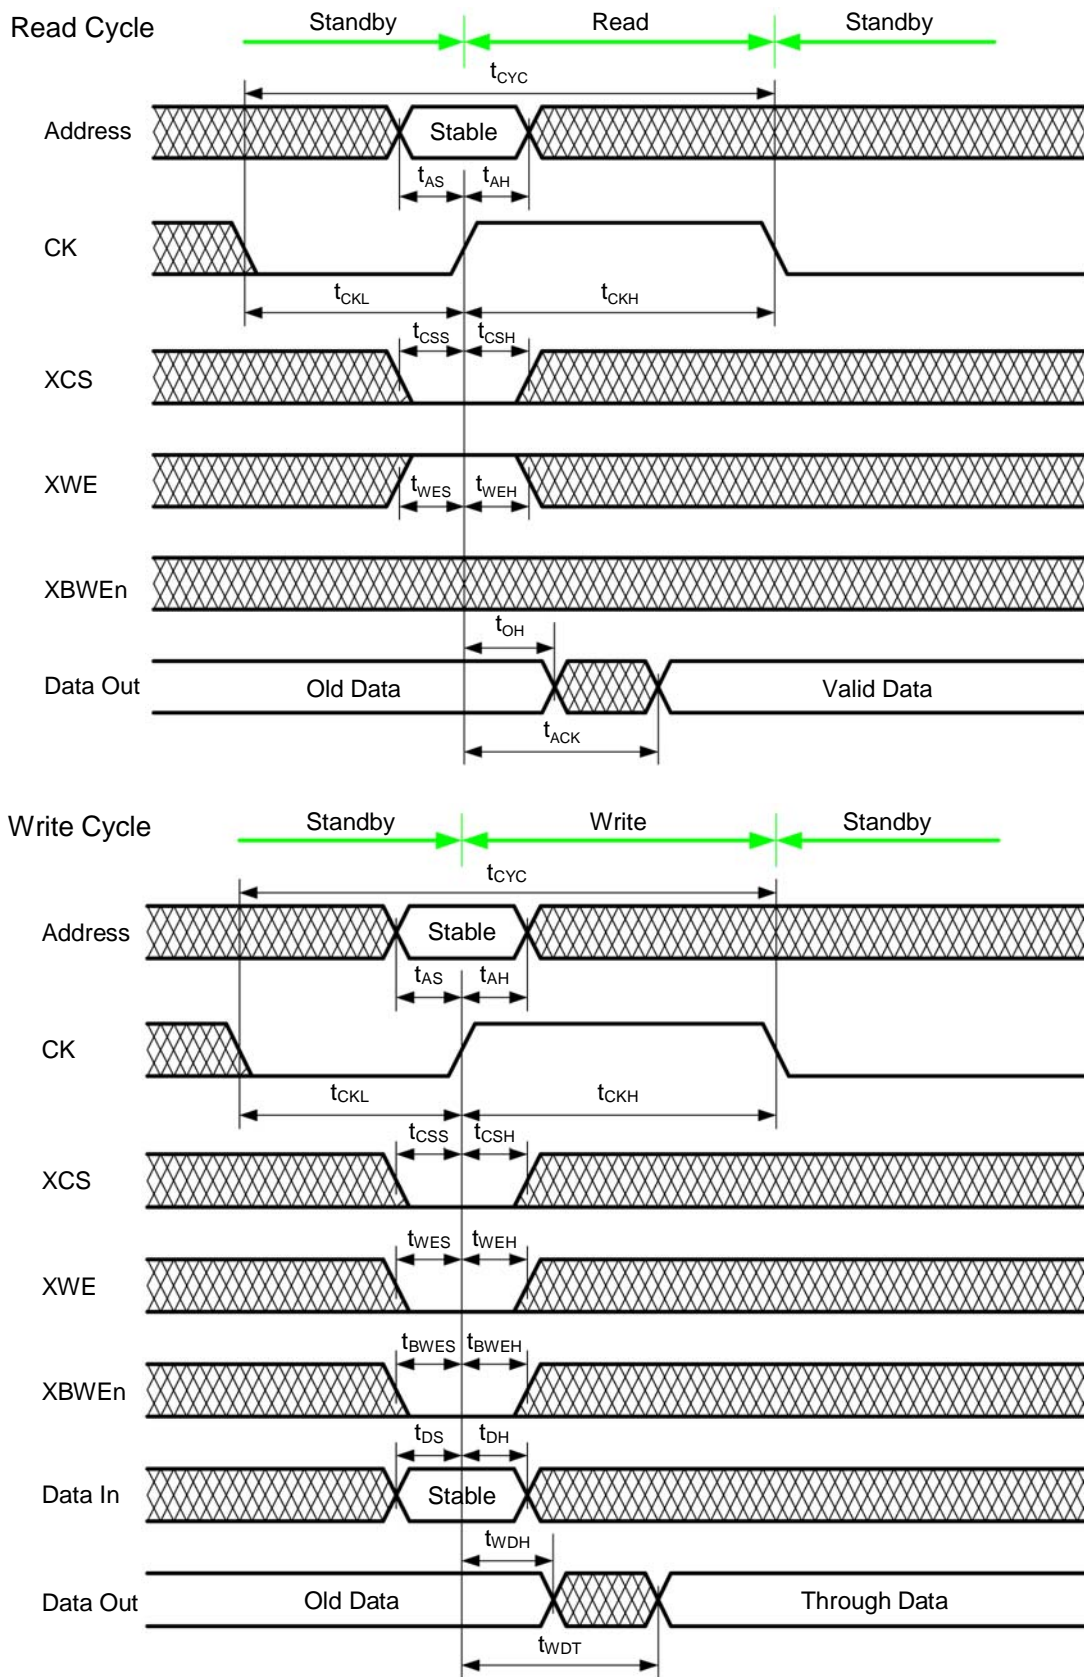 Read Cycle
Standby Read Standby
tCYC
Address Stable
tAS tAH
CK
tCKL tCKH
tCSS tCSH
XCS
XWE
tWES tWEH
XBWEn
tOH
Data Out Old Data Valid Data
tACK
Write Cycle
Standby Write Standby
tCYC
Address Stable
tAS tAH
CK
tCKL tCKH
tCSS tCSH
XCS
tWES tWEH
XWE
tBWES tBWEH
XBWEn
tDS tDH
Data In Stable
tWDH
Data Out Old Data Through Data
tWDT